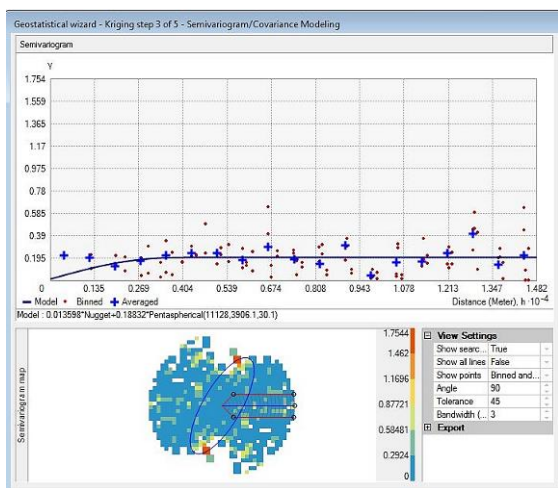 Geostatistical wizard - Kriging step 3 of 5 - Semivariogram/Covariance Modeling
Semivariogram
γ
1.754
1.559
1.365
1.17
0.975
0.78
0.585
0.39
0.195
0 0.135 0.269 0.404 0.539 0.674 0.808 0.943 1.078 1.213 1.347 1.482
Model Binned Averaged
Distance (Meter), h ·10⁻⁴
Model : 0.013598*Nugget+0.18832*Pentaspherical(11128,3906.1,30.1)
Semivariogram map
1.7544
1.462
1.1696
0.87721
0.58481
0.2924
0
View Settings
Show searc... True
Show all lines False
Show points Binned and...
Angle 90
Tolerance 45
Bandwidth (... 3
Export